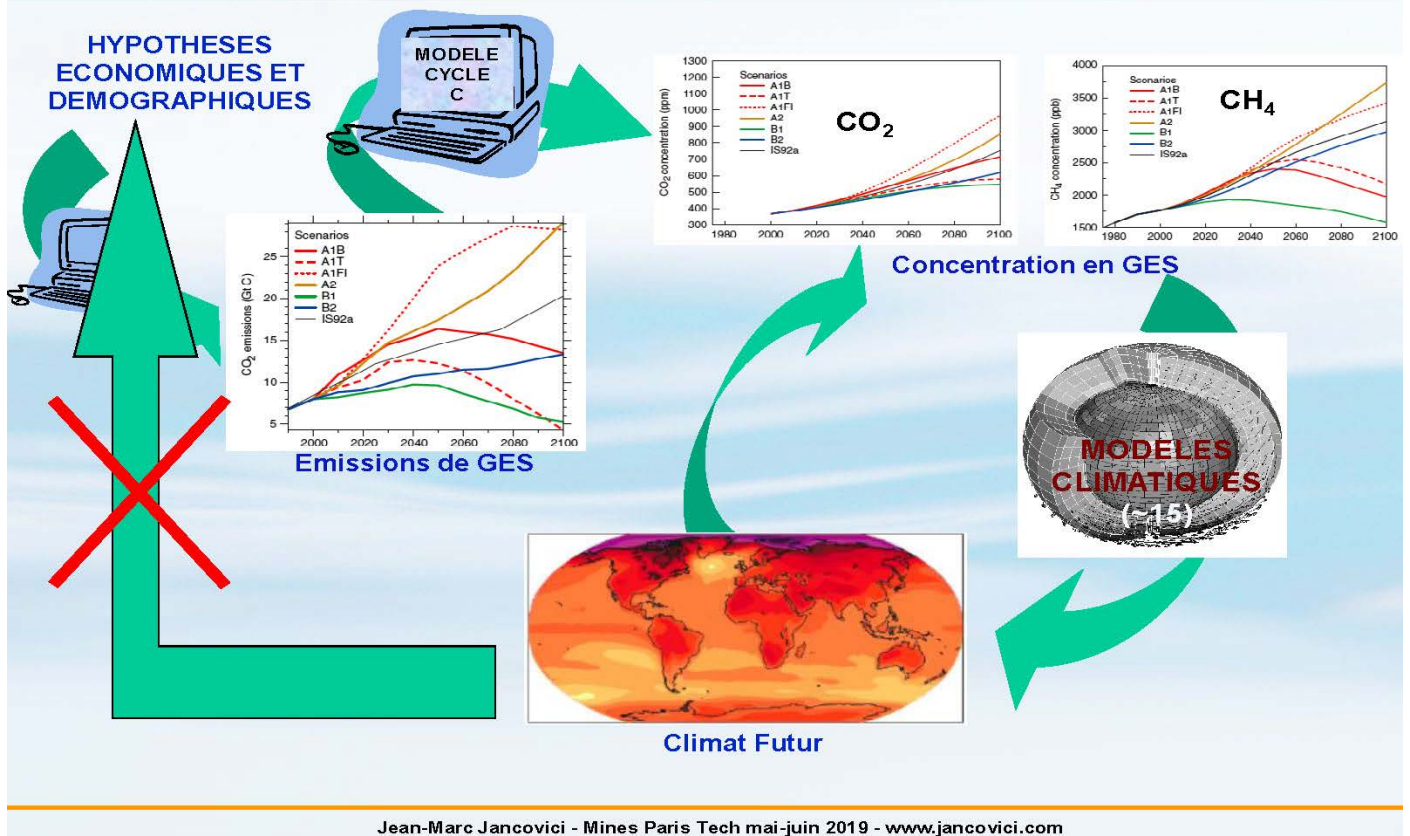 HYPOTHESES
ECONOMIQUES ET
DEMOGRAPHIQUES
MODELE
CYCLE
C
CO2 concentration (ppm)
1300
1200
1100
1000
900
800
700
600
500
400
300
Scenarios
A1B
A1T
A1FI
A2
B1
B2
IS92a
CO2
1980 2000 2020 2040 2060 2080 2100
CH4 concentration (ppb)
4000
3500
3000
2500
2000
1500
Scenarios
A1B
A1T
A1FI
A2
B1
B2
IS92a
CH4
1980 2000 2020 2040 2060 2080 2100
Concentration en GES
CO2 emissions (Gt C)
25
20
15
10
5
Scenarios
A1B
A1T
A1FI
A2
B1
B2
IS92a
2000 2020 2040 2060 2080 2100
Emissions de GES
MODELES
CLIMATIQUES
(~15)
Climat Futur
Jean-Marc Jancovici - Mines Paris Tech mai-juin 2019 - www.jancovici.com